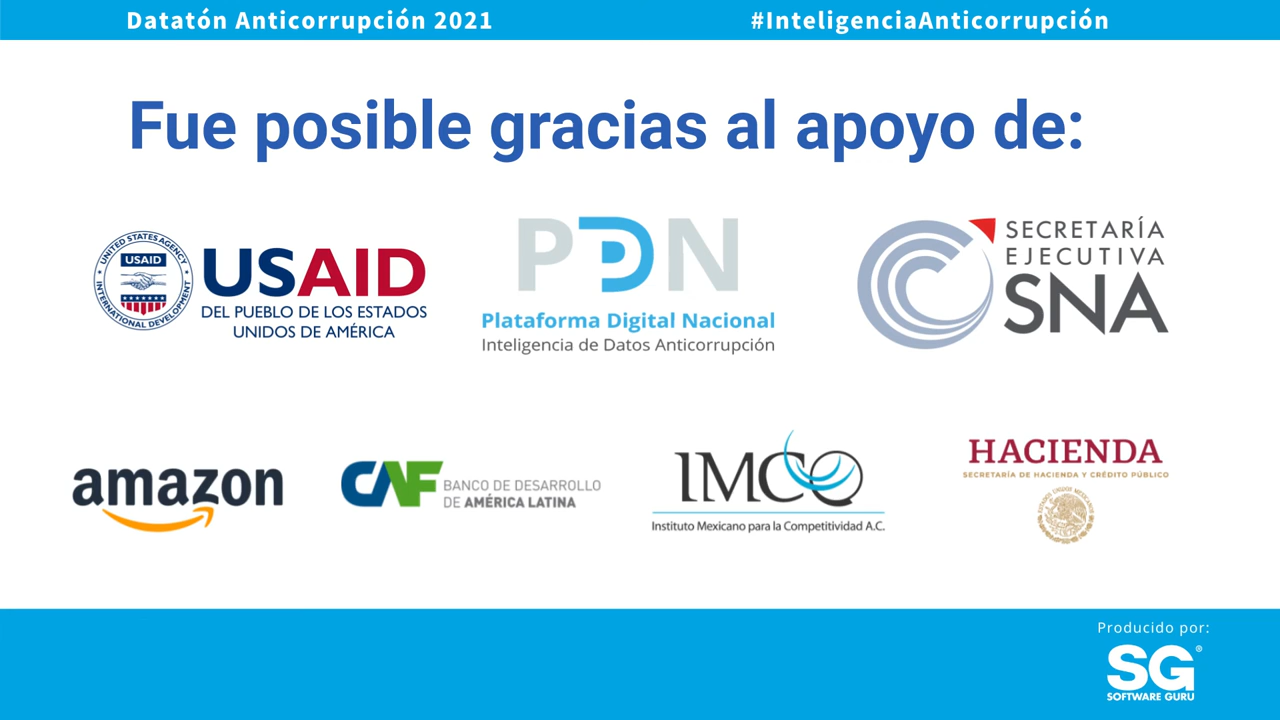 Datatón Anticorrupción 2021
#InteligenciaAnticorrupción
Fue posible gracias al apoyo de:
UNITED STATES AGENCY
USAID
INTERNATIONAL DEVELOPMENT
USAID
DEL PUEBLO DE LOS ESTADOS
UNIDOS DE AMÉRICA
PDN
Plataforma Digital Nacional
Inteligencia de Datos Anticorrupción
SECRETARÍA
EJECUTIVA
SNA
amazon
CAF
BANCO DE DESARROLLO
DE AMÉRICA LATINA
IMCO
Instituto Mexicano para la Competitividad A.C.
HACIENDA
SECRETARÍA DE HACIENDA Y CRÉDITO PÚBLICO
ESTADOS UNIDOS MEXICANOS
Producido por:
SG®
SOFTWARE GURU